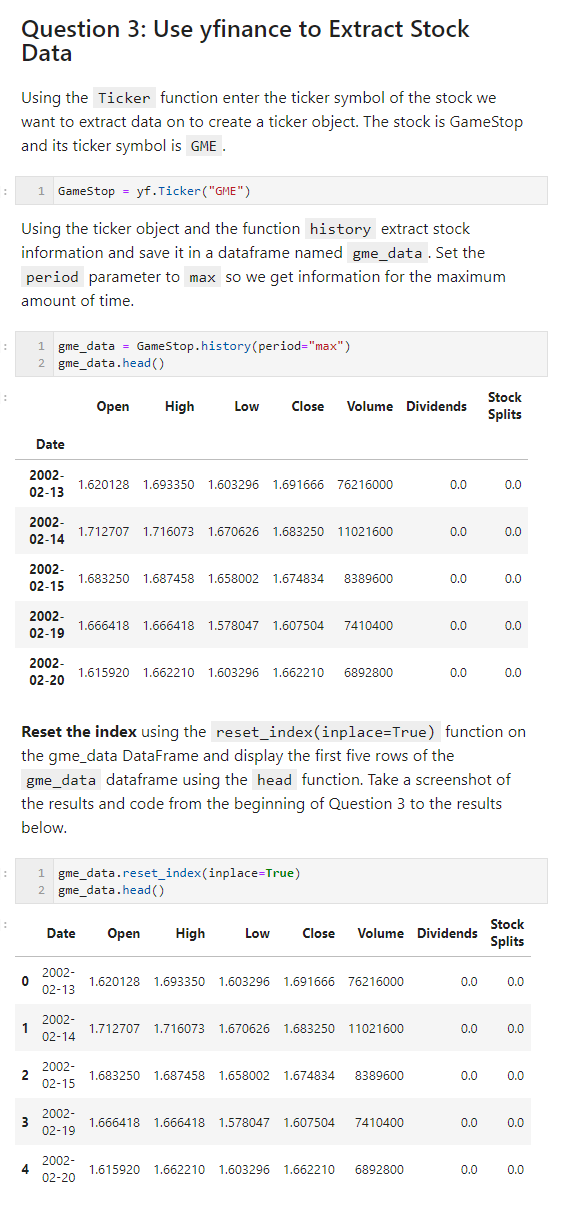 Question 3: Use yfinance to Extract Stock
Data
Using the Ticker function enter the ticker symbol of the stock we
want to extract data on to create a ticker object. The stock is GameStop
and its ticker symbol is GME .
: 1 GameStop = yf.Ticker("GME")
Using the ticker object and the function history extract stock
information and save it in a dataframe named gme_data . Set the
period parameter to max so we get information for the maximum
amount of time.
: 1 gme_data = GameStop.history(period="max")
2 gme_data.head()
: Open High Low Close Volume Dividends Stock
Splits
Date
2002-
02-13 1.620128 1.693350 1.603296 1.691666 76216000 0.0 0.0
2002-
02-14 1.712707 1.716073 1.670626 1.683250 11021600 0.0 0.0
2002-
02-15 1.683250 1.687458 1.658002 1.674834 8389600 0.0 0.0
2002-
02-19 1.666418 1.666418 1.578047 1.607504 7410400 0.0 0.0
2002-
02-20 1.615920 1.662210 1.603296 1.662210 6892800 0.0 0.0
Reset the index using the reset_index(inplace=True) function on
the gme_data DataFrame and display the first five rows of the
gme_data dataframe using the head function. Take a screenshot of
the results and code from the beginning of Question 3 to the results
below.
: 1 gme_data.reset_index(inplace=True)
2 gme_data.head()
: Date Open High Low Close Volume Dividends Stock
Splits
0 2002-
02-13 1.620128 1.693350 1.603296 1.691666 76216000 0.0 0.0
1 2002-
02-14 1.712707 1.716073 1.670626 1.683250 11021600 0.0 0.0
2 2002-
02-15 1.683250 1.687458 1.658002 1.674834 8389600 0.0 0.0
3 2002-
02-19 1.666418 1.666418 1.578047 1.607504 7410400 0.0 0.0
4 2002-
02-20 1.615920 1.662210 1.603296 1.662210 6892800 0.0 0.0